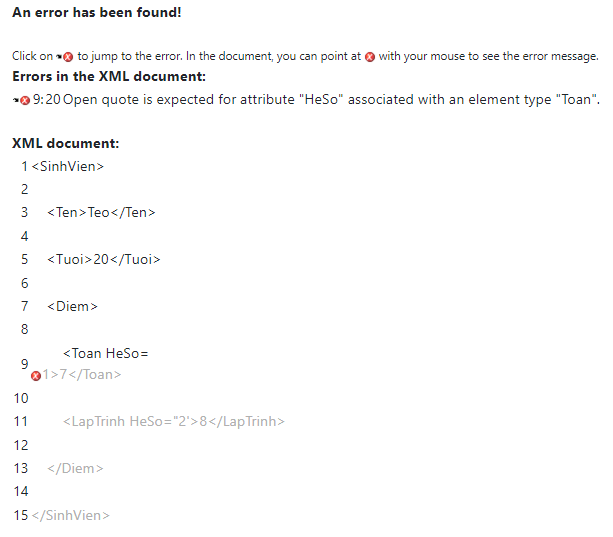 An error has been found!
Click on to jump to the error. In the document, you can point at with your mouse to see the error message.
Errors in the XML document:
9:20 Open quote is expected for attribute "HeSo" associated with an element type "Toan".
XML document:
1 <SinhVien>
2
3 <Ten>Teo</Ten>
4
5 <Tuoi>20</Tuoi>
6
7 <Diem>
8
9 <Toan HeSo=
1>7</Toan>
10
11 <LapTrinh HeSo="2'>8</LapTrinh>
12
13 </Diem>
14
15 </SinhVien>